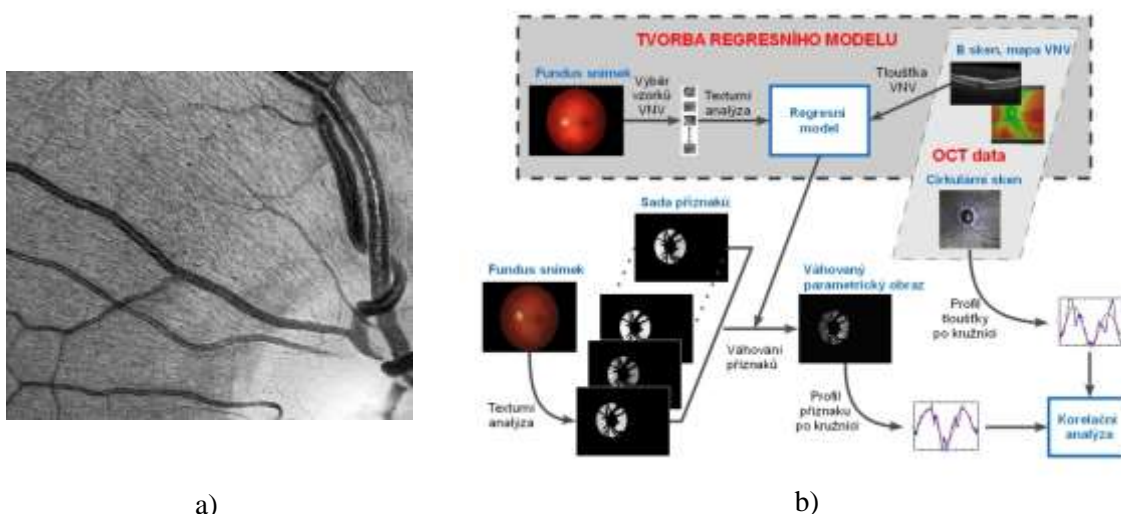 TVORBA REGRESNÍHO MODELU
B sken, mapa VNV
Fundus snímek
Výběr
vzorků
VNV
Texturní
analýza
Regresní
model
Tloušťka
VNV
OCT data
Cirkulární sken
Sada příznaků
Fundus snímek
Texturní
analýza
Váhování
příznaků
Váhovaný
parametrický obraz
Profil
tloušťky
po kružnici
Profil
příznaku
po kružnici
Korelační
analýza
a)
b)